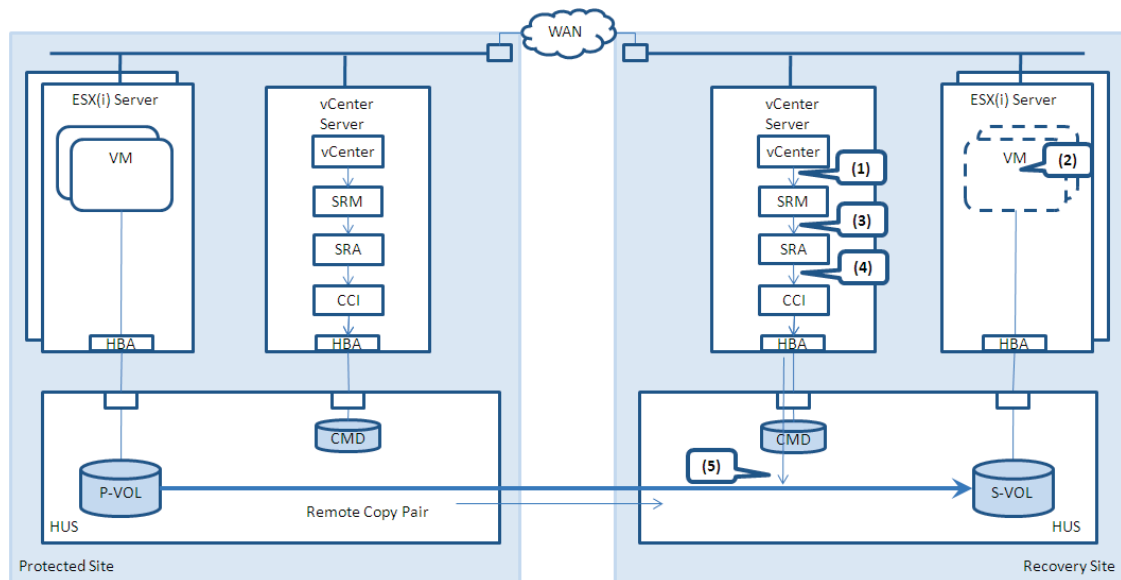 WAN
ESX(i) Server
VM
HBA
vCenter
Server
vCenter
SRM
SRA
CCI
HBA
vCenter
Server
vCenter
(1)
SRM
(3)
SRA
(4)
CCI
HBA
ESX(i) Server
VM
(2)
HBA
CMD
P-VOL
HUS
Remote Copy Pair
CMD
(5)
S-VOL
HUS
Protected Site
Recovery Site